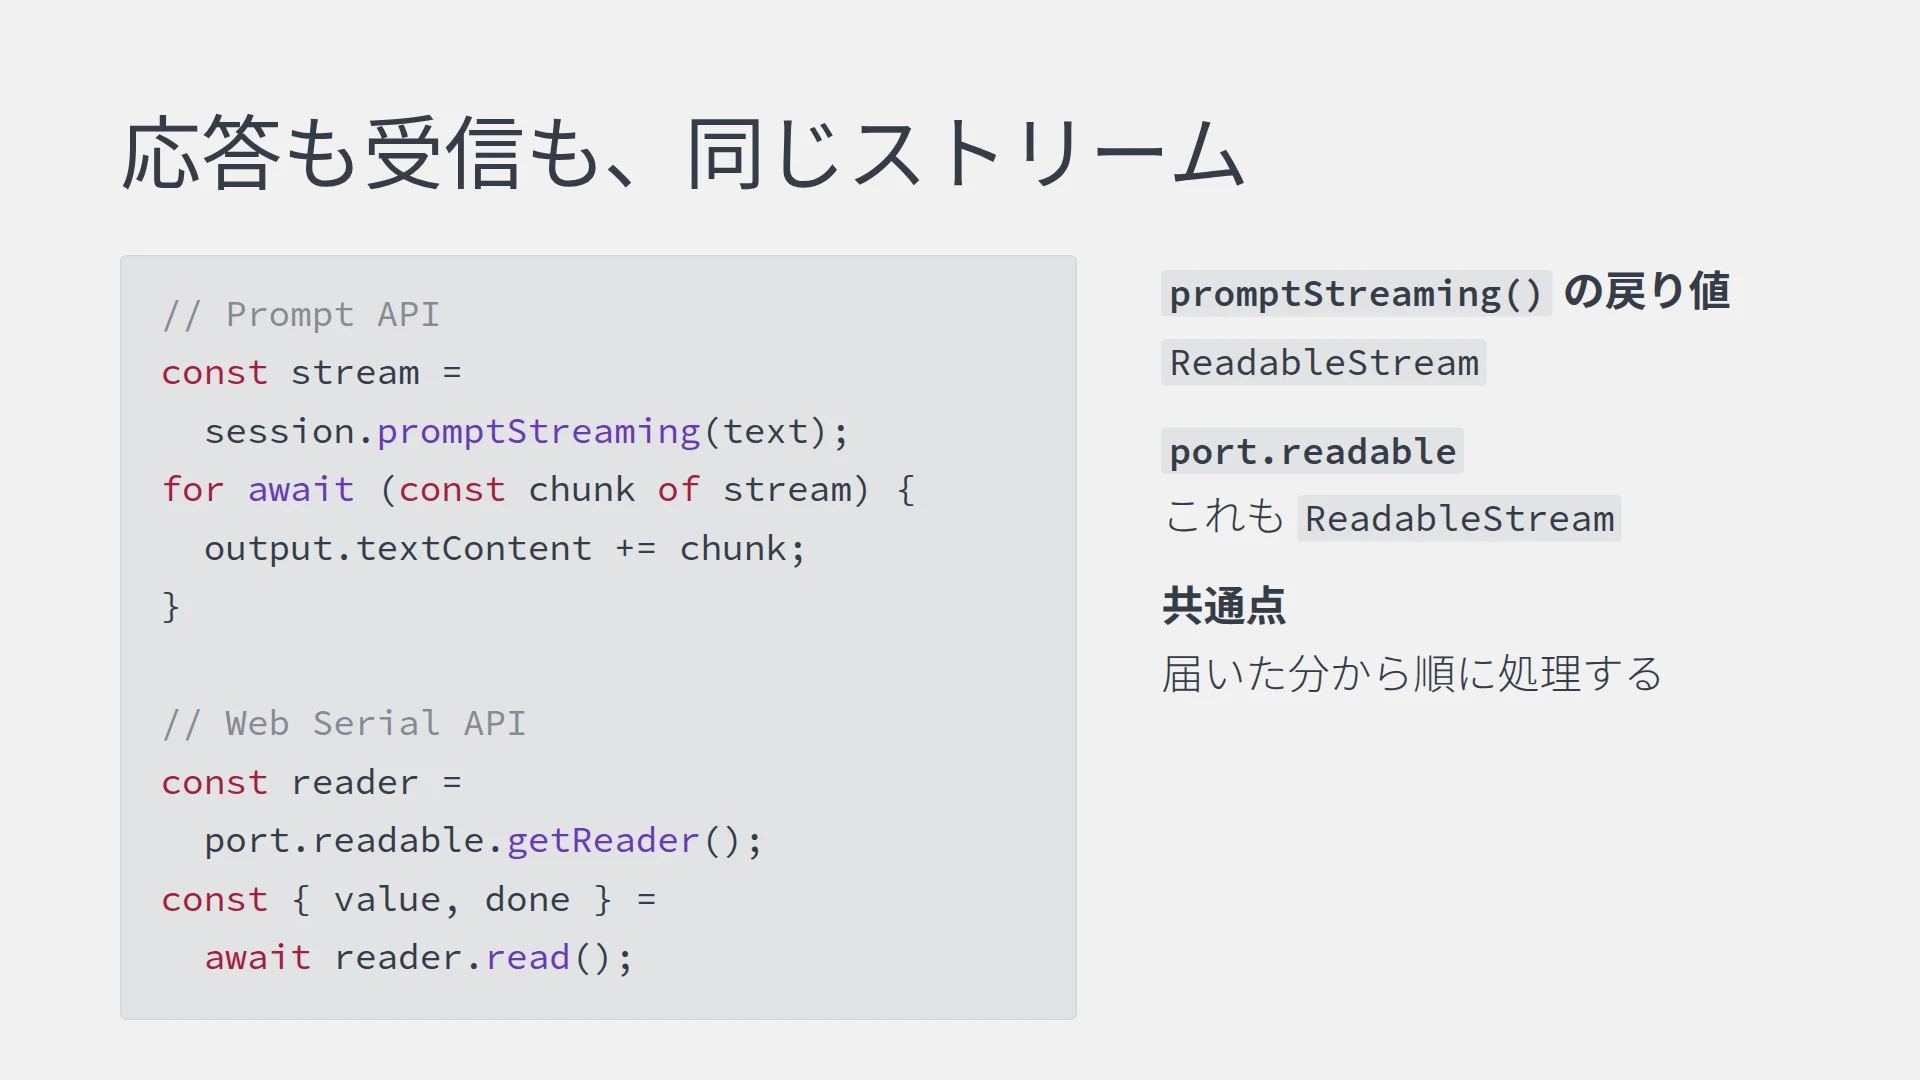 応答も受信も、同じストリーム
// Prompt API
const stream =
  session.promptStreaming(text);
for await (const chunk of stream) {
  output.textContent += chunk;
}
// Web Serial API
const reader =
  port.readable.getReader();
const { value, done } =
  await reader.read();
promptStreaming() の戻り値
ReadableStream
port.readable
これも ReadableStream
共通点
届いた分から順に処理する